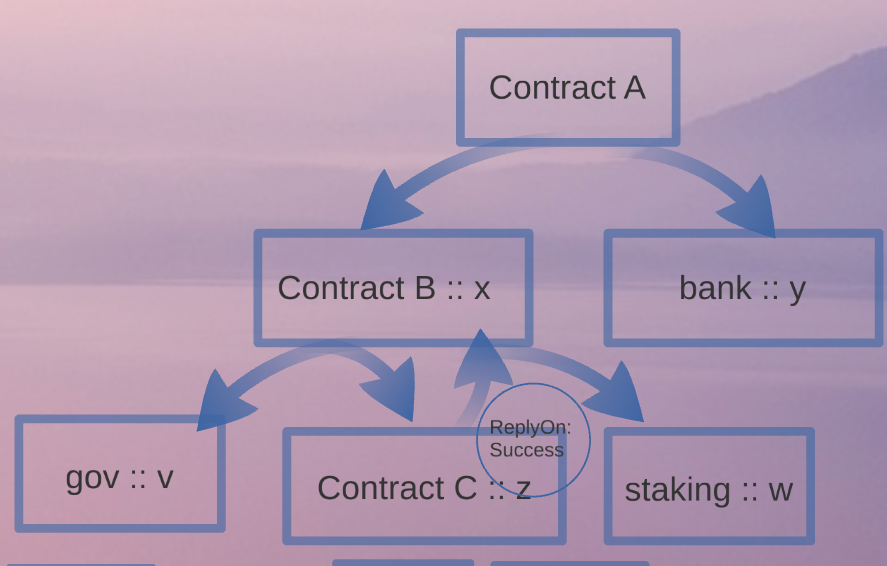 Contract A
Contract B :: x
bank :: y
ReplyOn:
Success
gov :: v
Contract C :: z
staking :: w